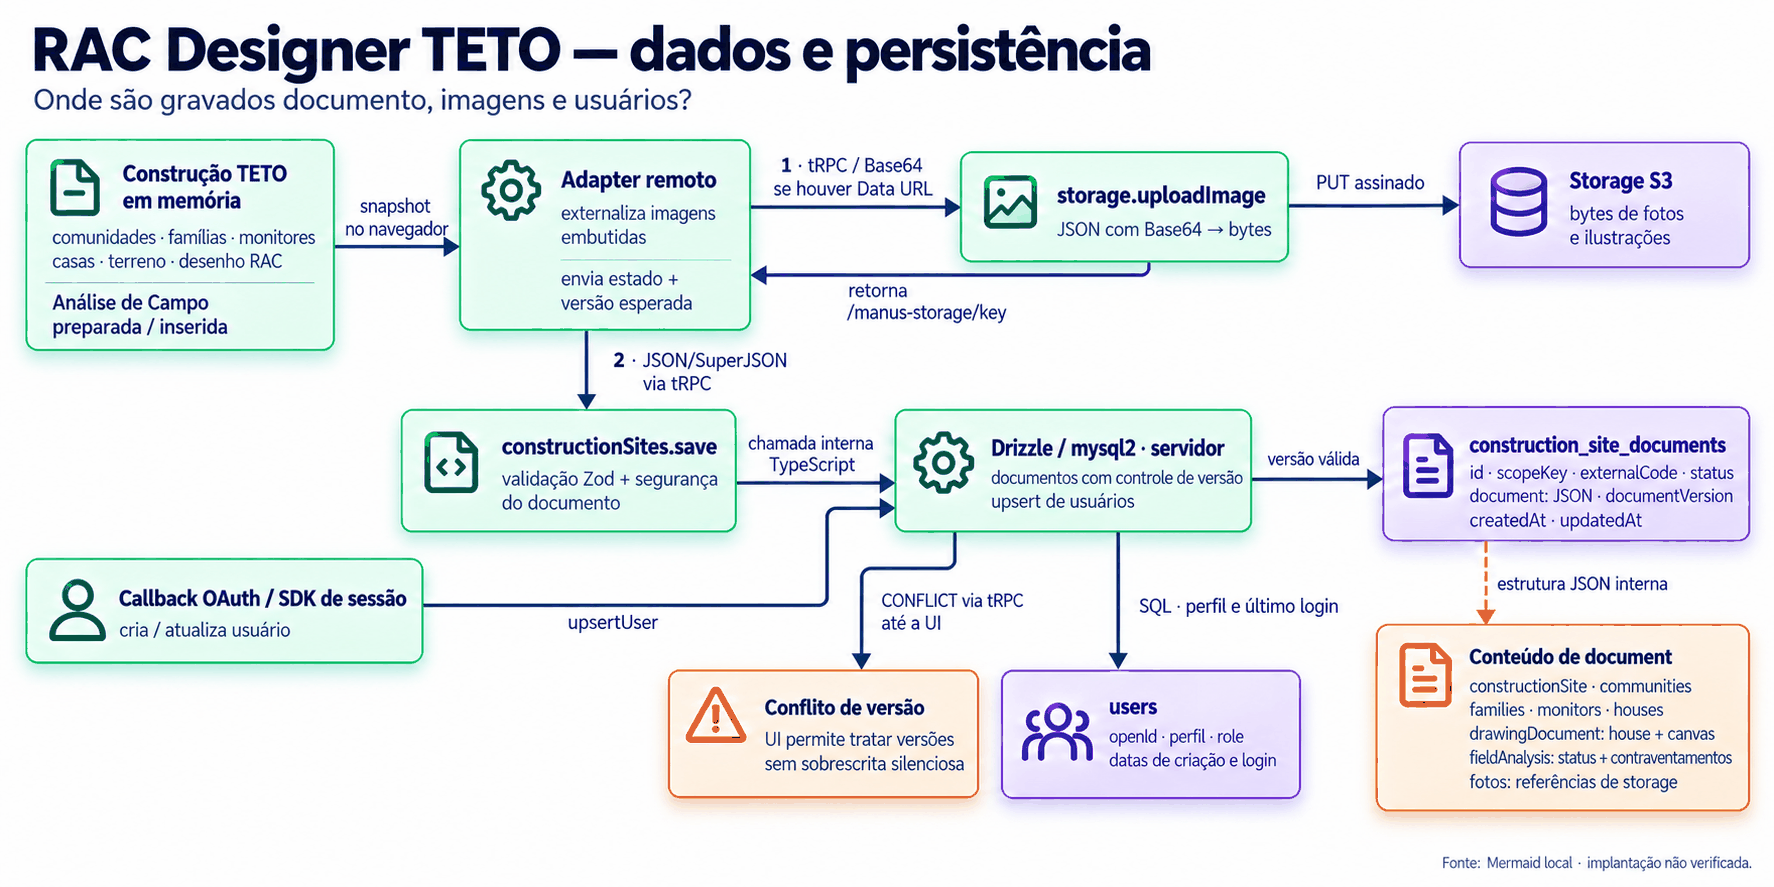 RAC Designer TETO — dados e persistência
Onde são gravados documento, imagens e usuários?
Construção TETO
em memória
comunidades · famílias · monitores
casas · terreno · desenho RAC
Análise de Campo
preparada / inserida
snapshot
no navegador
Adapter remoto
externaliza imagens
embutidas
envia estado +
versão esperada
1 · tRPC / Base64
se houver Data URL
storage.uploadImage
JSON com Base64 → bytes
PUT assinado
Storage S3
bytes de fotos
e ilustrações
retorna
/manus-storage/key
2 · JSON/SuperJSON
via tRPC
constructionSites.save
validação Zod + segurança
do documento
chamada interna
TypeScript
Drizzle / mysql2 · servidor
documentos com controle de versão
upsert de usuários
versão válida
construction_site_documents
id · scopeKey · externalCode · status
document: JSON · documentVersion
createdAt · updatedAt
Callback OAuth / SDK de sessão
cria / atualiza usuário
upsertUser
CONFLICT via tRPC
até a UI
SQL · perfil e último login
estrutura JSON interna
Conflito de versão
UI permite tratar versões
sem sobrescrita silenciosa
users
openId · perfil · role
datas de criação e login
Conteúdo de document
constructionSite · communities
families · monitors · houses
drawingDocument: house + canvas
fieldAnalysis: status + contraventamentos
fotos: referências de storage
Fonte: Mermaid local · implantação não verificada.